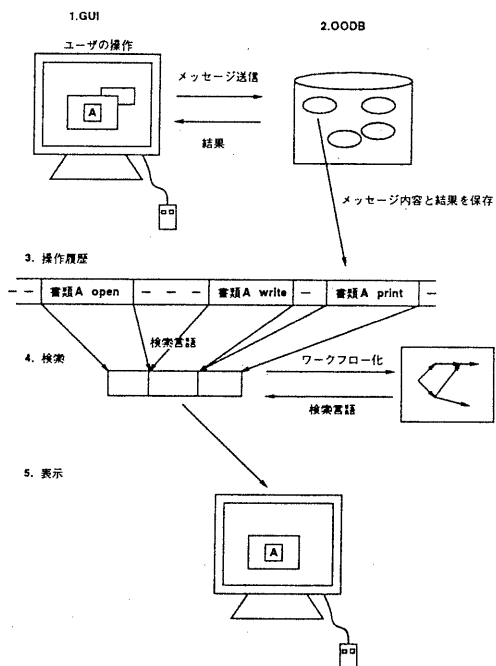 1.GUI
2.OODB
ユーザの操作
メッセージ送信
A
結果
メッセージ内容と結果を保存
3. 操作履歴
書類A open
書類A write
書類A print
検索言語
4. 検索
ワークフロー化
検索言語
5. 表示
A